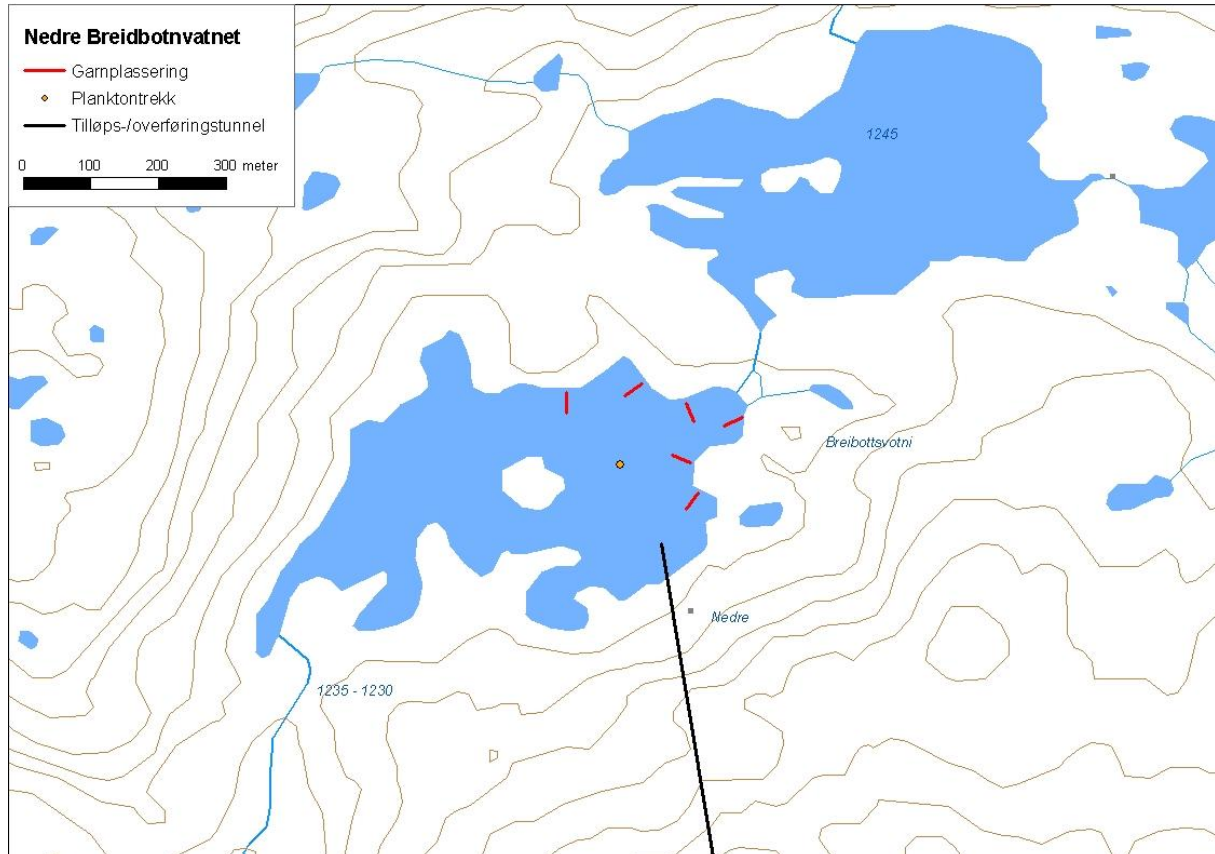 Nedre Breidbotnvatnet
Garnplassering
Planktontrekk
Tilløps-/overføringstunnel
0 100 200 300 meter
1245
Breibottsvotni
Nedre
1235 - 1230